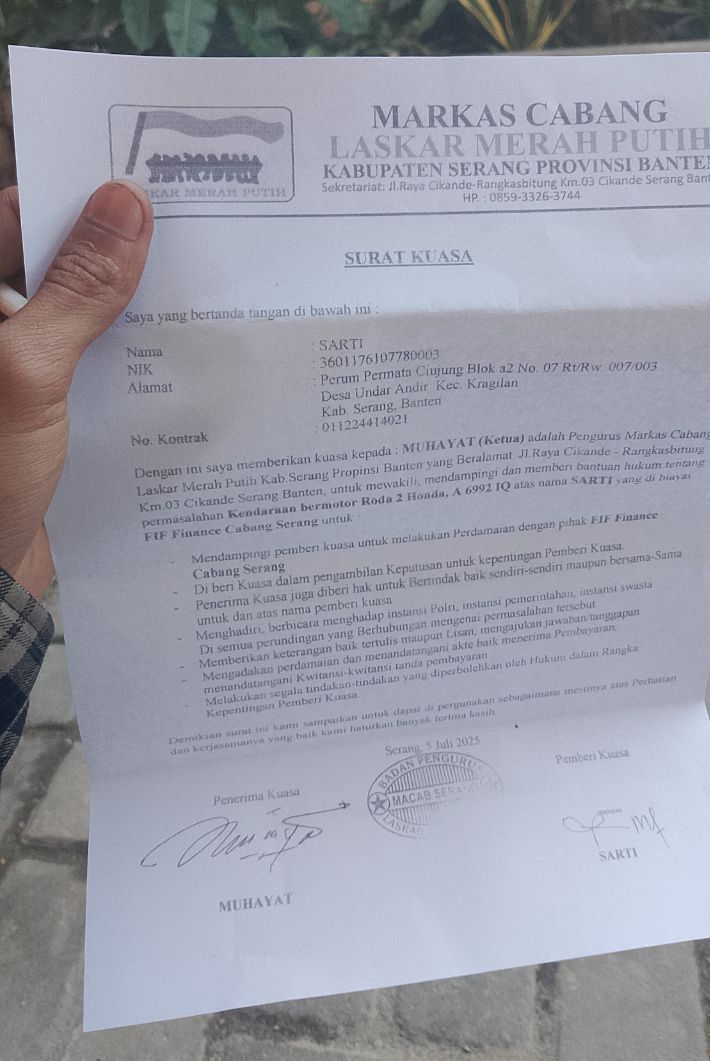 MARKAS CABANG
LASKAR MERAH PUTIH
KABUPATEN SERANG PROVINSI BANTEN
Sekretariat: Jl.Raya Cikande-Rangkasbitung Km.03 Cikande Serang Bant
HP. : 0859-3326-3744
KAR MERAH PUTIH
SURAT KUASA
Saya yang bertanda tangan di bawah ini :
Nama : SARTI
NIK : 3601176107780003
Alamat : Perum Permata Ciujung Blok a2 No. 07 Rt/Rw. 007/003
Desa Undar Andir Kec. Kragilan
Kab. Serang, Banten
No. Kontrak : 011224414021
Dengan ini saya memberikan kuasa kepada : MUHAYAT (Ketua) adalah Pengurus Markas Cabang
Laskar Merah Putih Kab.Serang Propinsi Banten yang Beralamat Jl.Raya Cikande - Rangkasbitung
Km.03 Cikande Serang Banten, untuk mewakili, mendampingi dan memberi bantuan hukum tentang
permasalahan Kendaraan bermotor Roda 2 Honda, A 6992 IQ atas nama SARTI yang di biayai
FIF Finance Cabang Serang untuk :
- Mendampingi pemberi kuasa untuk melakukan Perdamaian dengan pihak FIF Finance
Cabang Serang
- Di beri Kuasa dalam pengambilan Keputusan untuk kepentingan Pemberi Kuasa.
- Penerima Kuasa juga diberi hak untuk Bertindak baik sendiri-sendiri maupun bersama-Sama
untuk dan atas nama pemberi kuasa
- Menghadiri, berbicara menghadap instansi Polri, instansi pemerintahan, instansi swasta
Di semua perundingan yang Berhubungan mengenai permasalahan tersebut
- Memberikan keterangan baik tertulis maupun Lisan, mengajukan jawaban/tanggapan
- Mengadakan perdamaian dan menandatangani akte baik menerima Pembayaran,
menandatangani Kwitansi-kwitansi tanda pembayaran
- Melakukan segala tindakan-tindakan yang diperbolehkan oleh Hukum dalam Rangka
Kepentingan Pemberi Kuasa.
Demikian surat ini kami sampaikan untuk dapat di pergunakan sebagaimana mestinya atas Perhatian
dan kerjasamanya yang baik kami haturkan banyak terima kasih.
Serang, 5 Juli 2025
Penerima Kuasa
Pemberi Kuasa
BADAN PENGURUS
MACAB SERANG
LASKAR
MUHAYAT
SARTI